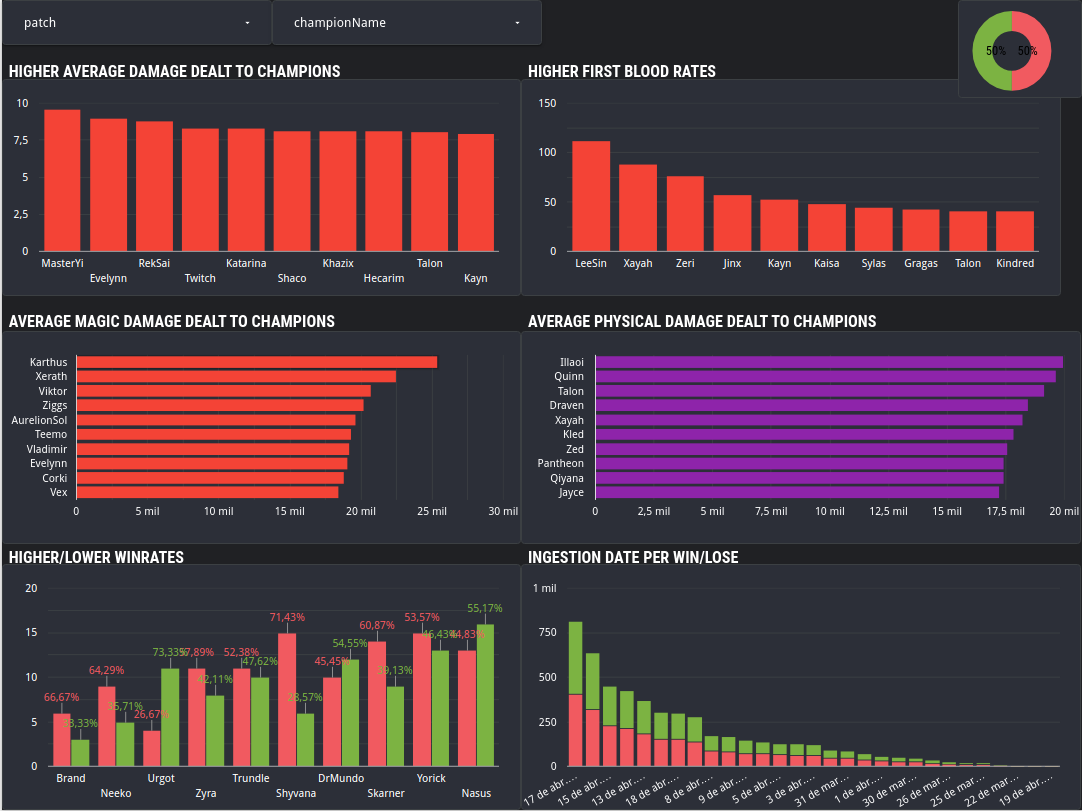 patch
championName
50% 50%
HIGHER AVERAGE DAMAGE DEALT TO CHAMPIONS
10
7,5
5
2,5
0
MasterYi
Evelynn
RekSai
Twitch
Katarina
Shaco
Khazix
Hecarim
Talon
Kayn
HIGHER FIRST BLOOD RATES
150
100
50
0
LeeSin Xayah Zeri Jinx Kayn Kaisa Sylas Gragas Talon Kindred
AVERAGE MAGIC DAMAGE DEALT TO CHAMPIONS
Karthus
Xerath
Viktor
Ziggs
AurelionSol
Teemo
Vladimir
Evelynn
Corki
Vex
0 5 mil 10 mil 15 mil 20 mil 25 mil 30 mil
AVERAGE PHYSICAL DAMAGE DEALT TO CHAMPIONS
Illaoi
Quinn
Talon
Draven
Xayah
Kled
Zed
Pantheon
Qiyana
Jayce
0 2,5 mil 5 mil 7,5 mil 10 mil 12,5 mil 15 mil 17,5 mil 20 mil
HIGHER/LOWER WINRATES
20
15
10
5
0
66,67%
33,33%
64,29%
35,71%
26,67%
73,33%
57,89%
42,11%
52,38%
47,62%
71,43%
28,57%
45,45%
54,55%
60,87%
39,13%
53,57%
46,43%
44,83%
55,17%
Brand
Neeko
Urgot
Zyra
Trundle
Shyvana
DrMundo
Skarner
Yorick
Nasus
INGESTION DATE PER WIN/LOSE
1 mil
750
500
250
0
17 de abr....
15 de abr....
13 de abr....
18 de abr....
8 de abr....
9 de abr....
5 de abr....
3 de abr....
31 de mar...
1 de abr....
30 de mar...
26 de mar...
25 de mar...
22 de mar...
19 de mar...